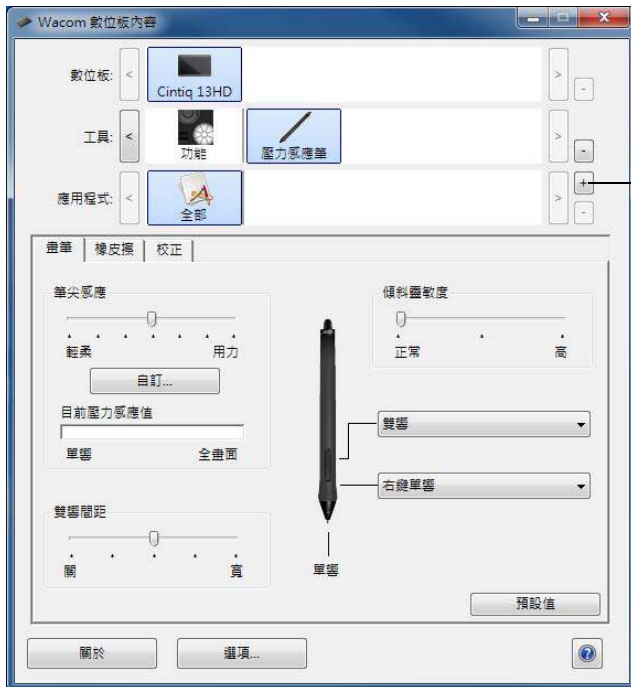 Wacom 數位板內容
數位板:
<
Cintiq 13HD
>
-
工具:
<
功能
壓力感應筆
>
-
應用程式:
<
全部
>
+
-
畫筆
橡皮擦
校正
筆尖感應
輕柔
用力
自訂...
目前壓力感應值
單響
全畫面
雙響間距
關
寬
傾斜靈敏度
正常
高
雙響
右鍵單響
單響
預設值
關於
選項...
?